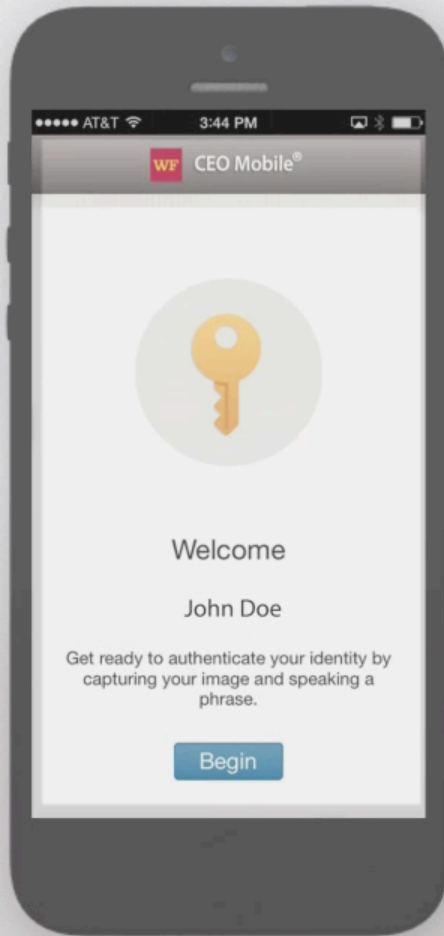 AT&T 3:44 PM
WF CEO Mobile®
Welcome
John Doe
Get ready to authenticate your identity by
capturing your image and speaking a
phrase.
Begin